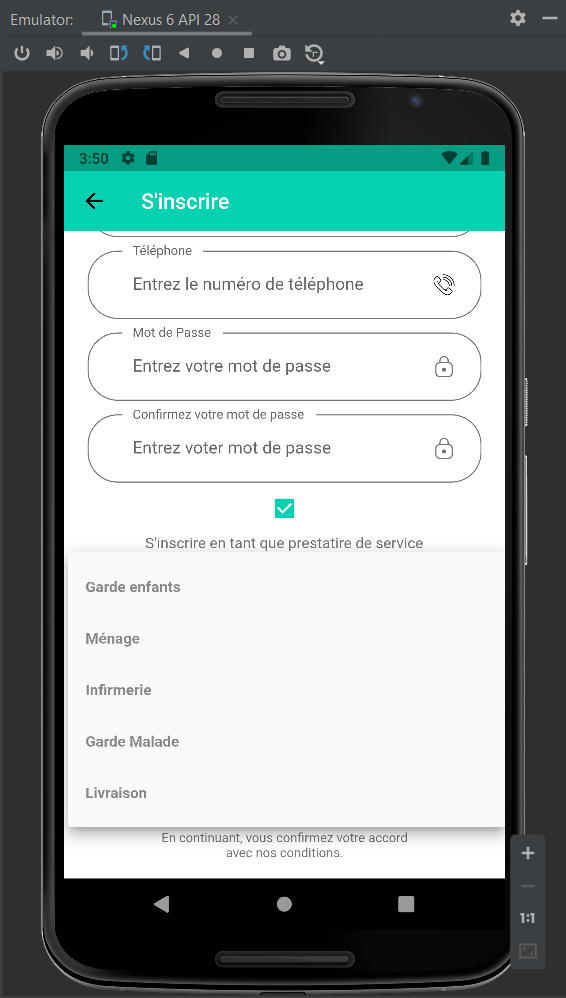 Emulator:
Nexus 6 API 28
3:50
S'inscrire
Téléphone
Entrez le numéro de téléphone
Mot de Passe
Entrez votre mot de passe
Confirmez votre mot de passe
Entrez voter mot de passe
S'inscrire en tant que prestatire de service
Garde enfants
Ménage
Infirmerie
Garde Malade
Livraison
En continuant, vous confirmez votre accord
avec nos conditions.
1:1